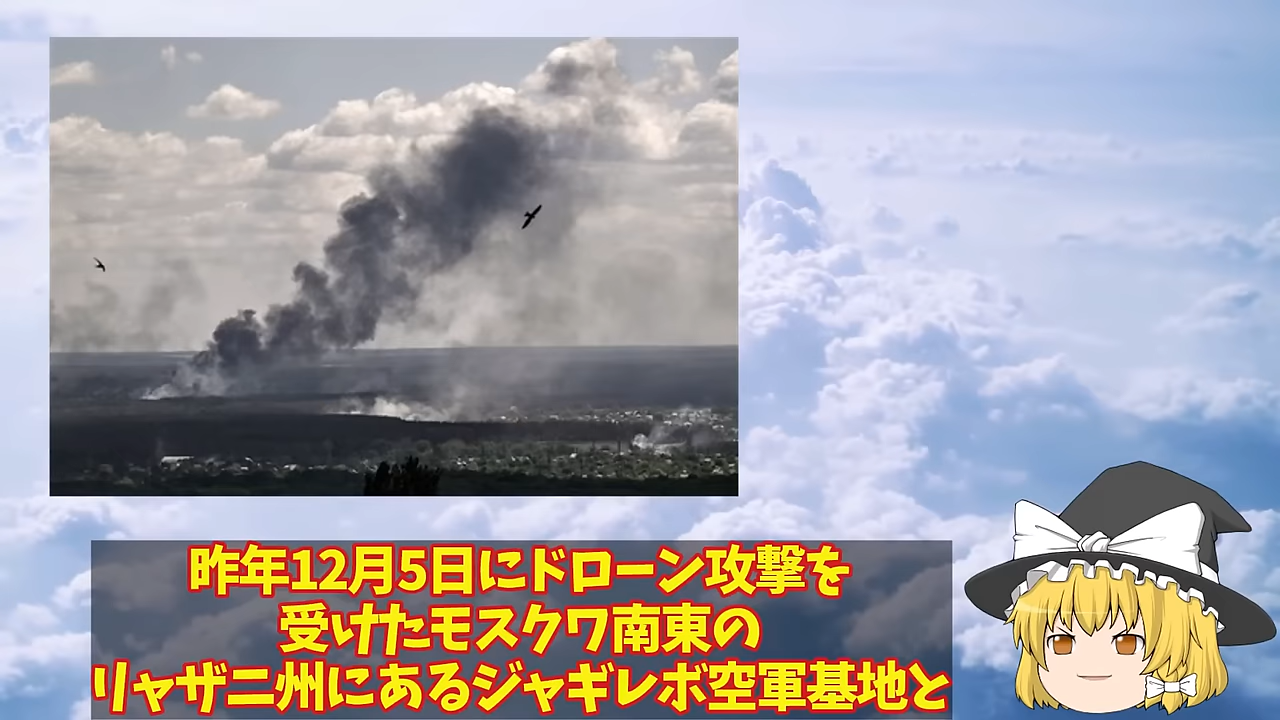 昨年12月5日にドローン攻撃を
受けたモスクワ南東の
リャザニ州にあるジャギレボ空軍基地と